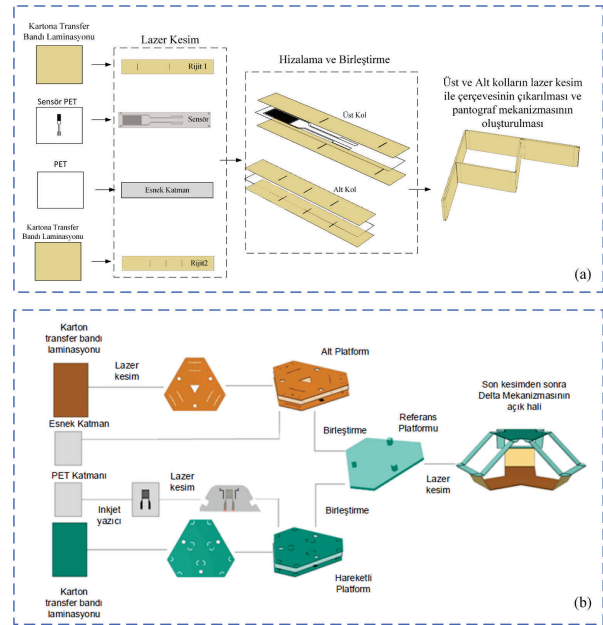 Kartona Transfer
Bandı Laminasyonu
Lazer Kesim
Rijit 1
Sensör PET
Sensör
PET
Esnek Katman
Kartona Transfer
Bandı Laminasyonu
Rijit2
Hizalama ve Birleştirme
Üst Kol
Alt Kol
Üst ve Alt kolların lazer kesim
ile çerçevesinin çıkarılması ve
pantograf mekanizmasının
oluşturulması
(a)
Karton
transfer bandı
laminasyonu
Lazer
kesim
Alt Platform
Esnek Katman
PET Katmanı
Inkjet
yazıcı
Lazer
kesim
Karton
transfer bandı
laminasyonu
Birleştirme
Referans
Platformu
Birleştirme
Hareketli
Platform
Lazer
kesim
Son kesimden sonra
Delta Mekanizmasının
açık hali
(b)